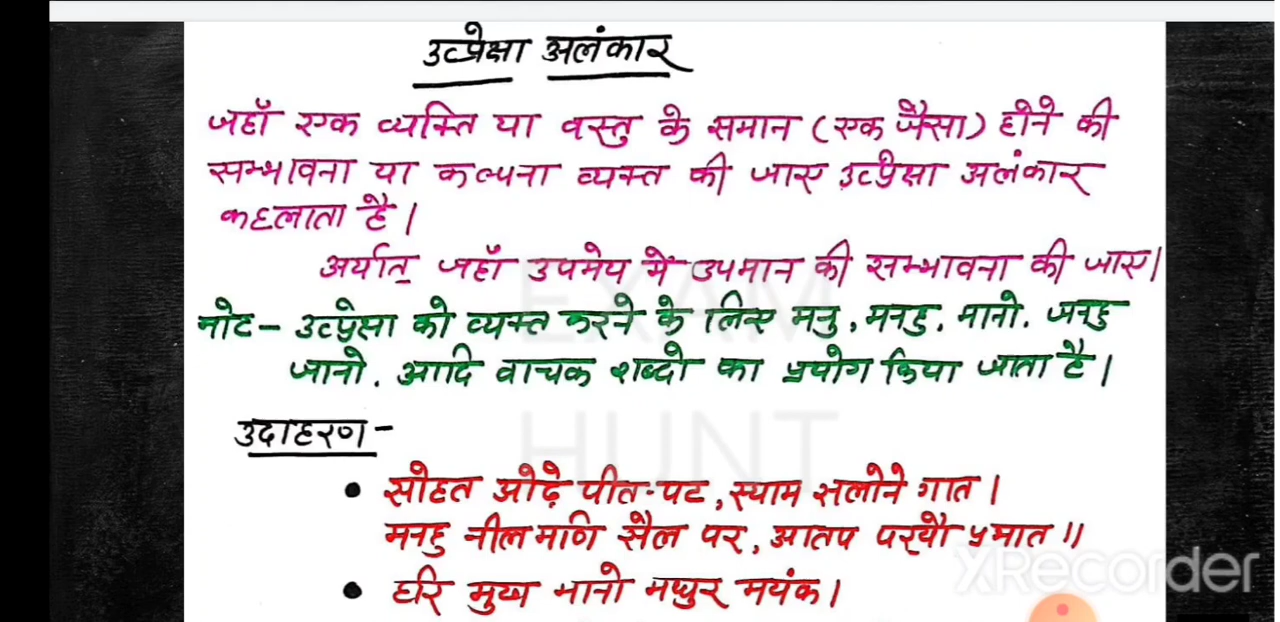 उत्प्रेक्षा अलंकार
जहाँ एक व्यक्ति या वस्तु के समान (एक जैसा) होने की
सम्भावना या कल्पना व्यक्त की जाए उत्प्रेक्षा अलंकार
कहलाता है।
अर्थात् जहाँ उपमेय मे उपमान की सम्भावना की जाए।
नोट- उत्प्रेक्षा को व्यक्त करने के लिए मनु, मनहु, मानो, जनहु
जानो, आदि वाचक शब्दो का प्रयोग किया जाता है।
EXAM
HUNT
उदाहरण-
• सोहत ओढ़े पीत-पट, स्याम सलोने गात।
मनहु नीलमणि सैल पर, आतप पर्‌यौ प्रभात॥
• हरि मुख मानो मधुर मयंक।
XRecorder